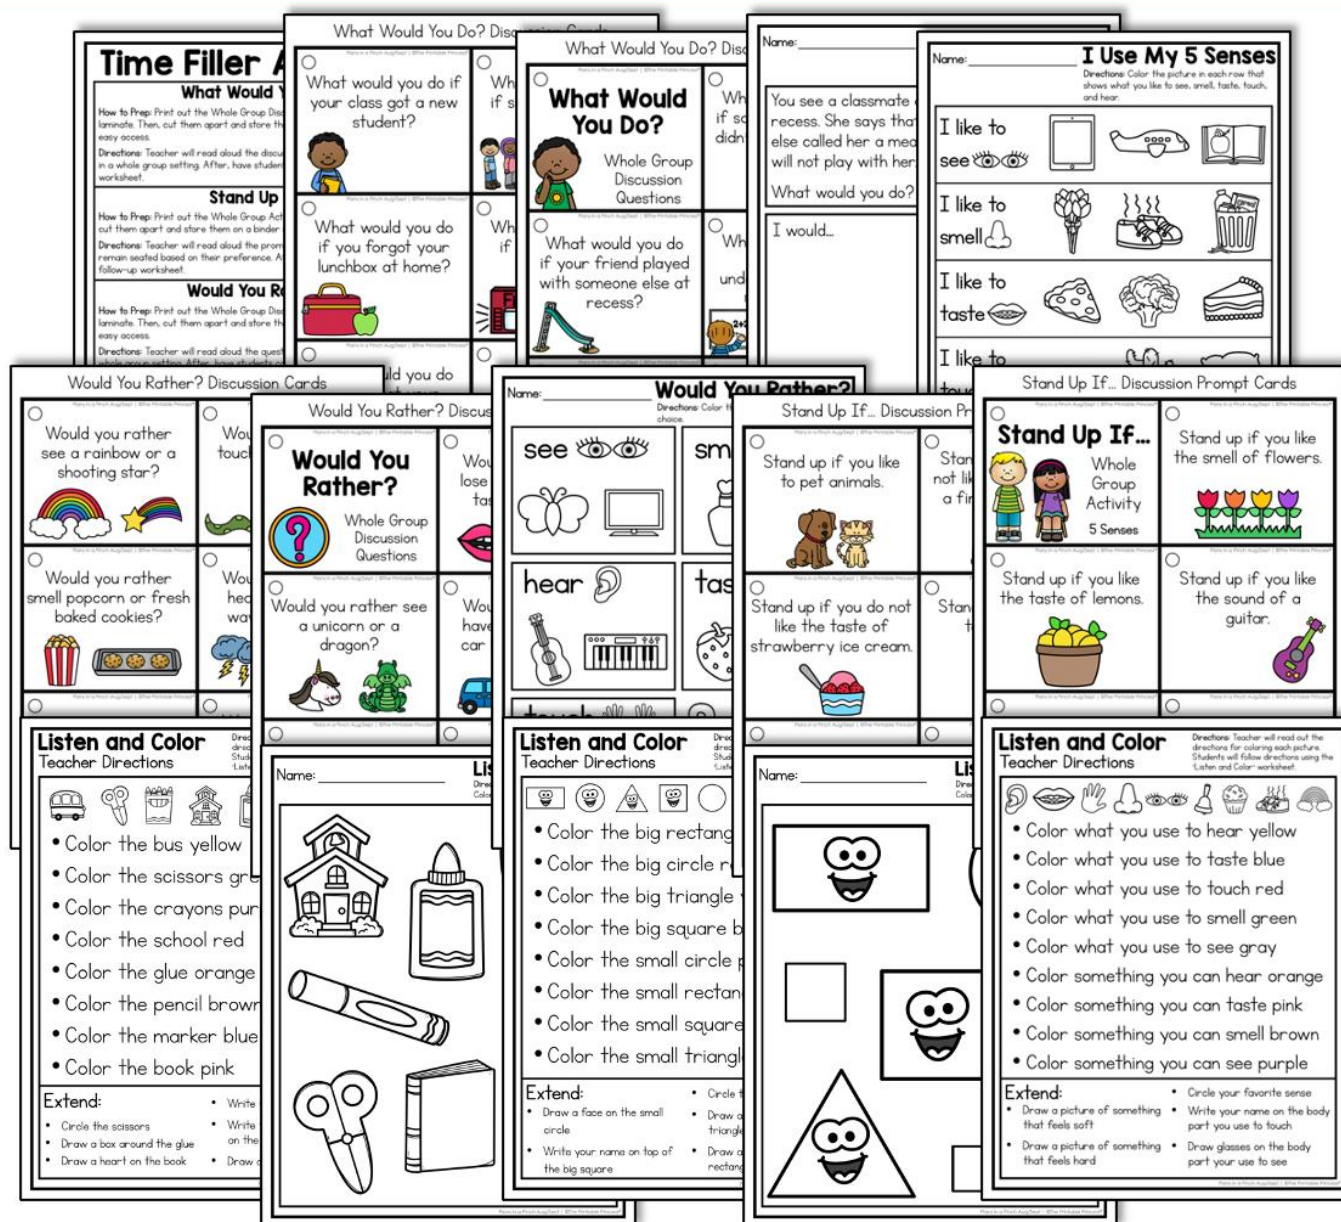 Time Filler
What Would
How to Prep: Print out the Whole Group
laminate. Then, cut them apart and store
easy access.
Directions: Teacher will read aloud the
in a whole group setting. After, have
worksheet.
Stand Up
How to Prep: Print out the Whole Group
cut them apart and store them on a binder
Directions: Teacher will read aloud the
remain seated based on their preference.
follow-up worksheet.
Would You
How to Prep: Print out the Whole Group
laminate. Then, cut them apart and store
easy access.
Directions: Teacher will read aloud the
What Would You Do?
What would you do if
your class got a new
student?
What would you do
if you forgot your
lunchbox at home?
you do
What Would You Do?
What Would
You Do?
Whole Group
Discussion
Questions
What would you do
if your friend played
with someone else at
recess?
Name:
You see a classmate
recess. She says
else called her a
will not play with her
What would you do?
I would...
Name:
I Use My 5 Senses
Directions: Color the picture in each row that
shows what you like to see, smell, taste, touch,
and hear.
I like to
see
I like to
smell
I like to
taste
I like to
Would You Rather? Discussion Cards
Would you rather
see a rainbow or a
shooting star?
Would you rather
smell popcorn or fresh
baked cookies?
Would You Rather?
Would You
Rather?
Whole Group
Discussion
Questions
lose
Would you rather see
a unicorn or a
dragon?
have
car
Name:
Would You Rather?
Directions: Color
choice.
see
hear
touch
Stand Up If... Discussion
Stand up if you like
to pet animals.
Stand up if you do not
like the taste of
strawberry ice cream.
Stand Up If... Discussion Prompt Cards
Stand Up If...
Whole
Group
Activity
5 Senses
Stand up if you like
the smell of flowers.
Stand up if you like
the taste of lemons.
Stand up if you like
the sound of a
guitar.
Listen and Color
Teacher Directions
• Color the bus yellow
• Color the scissors
• Color the crayons
• Color the school red
• Color the glue orange
• Color the pencil brown
• Color the marker blue
• Color the book pink
Extend:
• Circle the scissors
• Draw a box around the glue
• Draw a heart on the book
• Write
• Write
on the
• Draw
Name:
Listen and Color
Teacher Directions
• Color the big
• Color the big circle
• Color the big triangle
• Color the big square
• Color the small circle
• Color the small
• Color the small square
• Color the small
Extend:
• Draw a face on the small
circle
• Write your name on top of
the big square
• Circle
• Draw
• Draw
Name:
Listen and Color
Teacher Directions
Directions: Teacher will read out the
directions for coloring each picture.
Students will follow directions using the
"Listen and Color" worksheet.
• Color what you use to hear yellow
• Color what you use to taste blue
• Color what you use to touch red
• Color what you use to smell green
• Color what you use to see gray
• Color something you can hear orange
• Color something you can taste pink
• Color something you can smell brown
• Color something you can see purple
Extend:
• Draw a picture of something
that feels soft
• Draw a picture of something
that feels hard
• Circle your favorite sense
• Write your name on the body
part you use to touch
• Draw glasses on the body
part your use to see